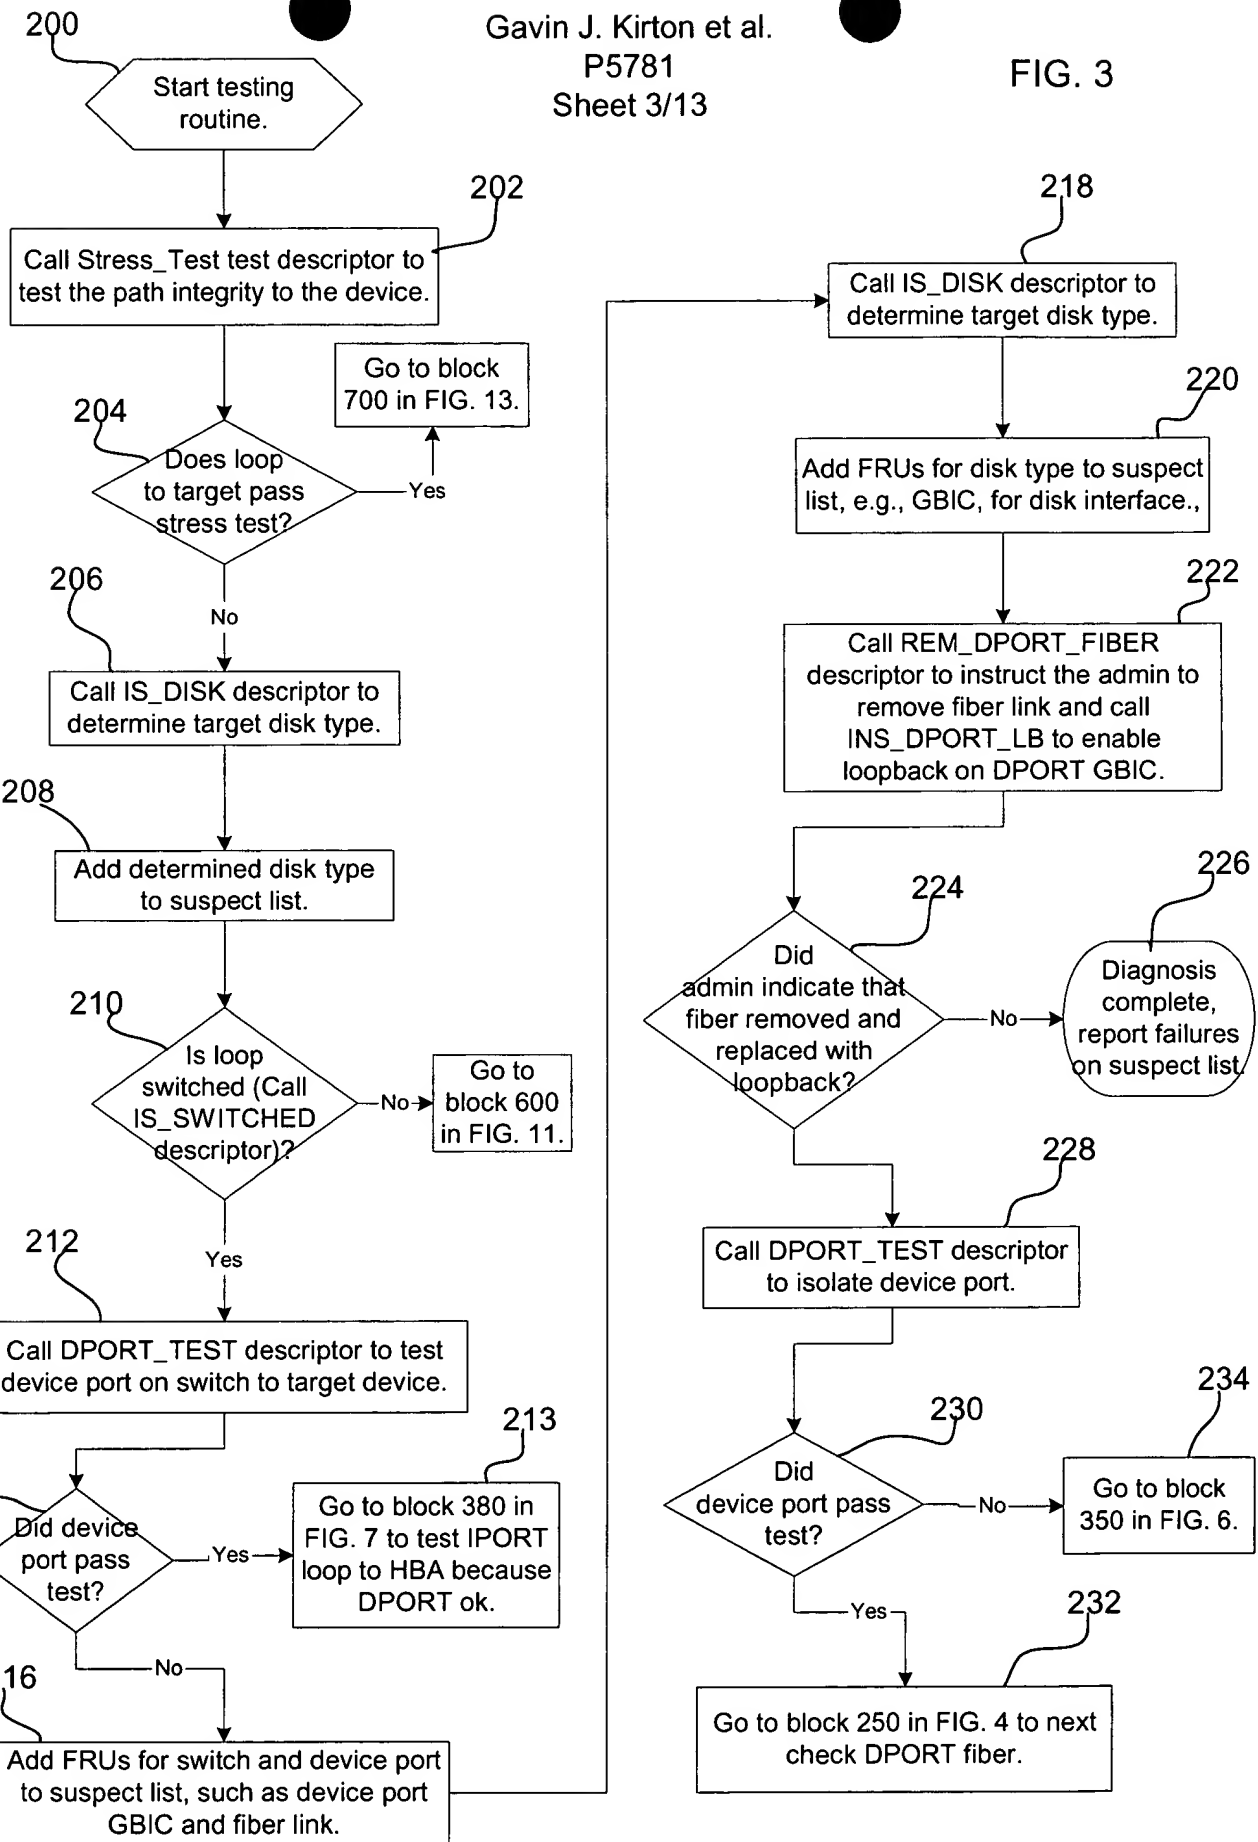 Gavin J. Kirton et al.
P5781
Sheet 3/13
FIG. 3
200
Start testing
routine.
202
Call Stress_Test test descriptor to
test the path integrity to the device.
204
Does loop
to target pass
stress test?
Yes
Go to block
700 in FIG. 13.
No
206
Call IS_DISK descriptor to
determine target disk type.
208
Add determined disk type
to suspect list.
210
Is loop
switched (Call
IS_SWITCHED
descriptor)?
No
Go to
block 600
in FIG. 11.
Yes
212
Call DPORT_TEST descriptor to test
device port on switch to target device.
Did device
port pass
test?
Yes
213
Go to block 380 in
FIG. 7 to test IPORT
loop to HBA because
DPORT ok.
No
16
Add FRUs for switch and device port
to suspect list, such as device port
GBIC and fiber link.
218
Call IS_DISK descriptor to
determine target disk type.
220
Add FRUs for disk type to suspect
list, e.g., GBIC, for disk interface.,
222
Call REM_DPORT_FIBER
descriptor to instruct the admin to
remove fiber link and call
INS_DPORT_LB to enable
loopback on DPORT GBIC.
224
Did
admin indicate that
fiber removed and
replaced with
loopback?
No
226
Diagnosis
complete,
report failures
on suspect list.
228
Call DPORT_TEST descriptor
to isolate device port.
230
Did
device port pass
test?
No
234
Go to block
350 in FIG. 6.
Yes
232
Go to block 250 in FIG. 4 to next
check DPORT fiber.